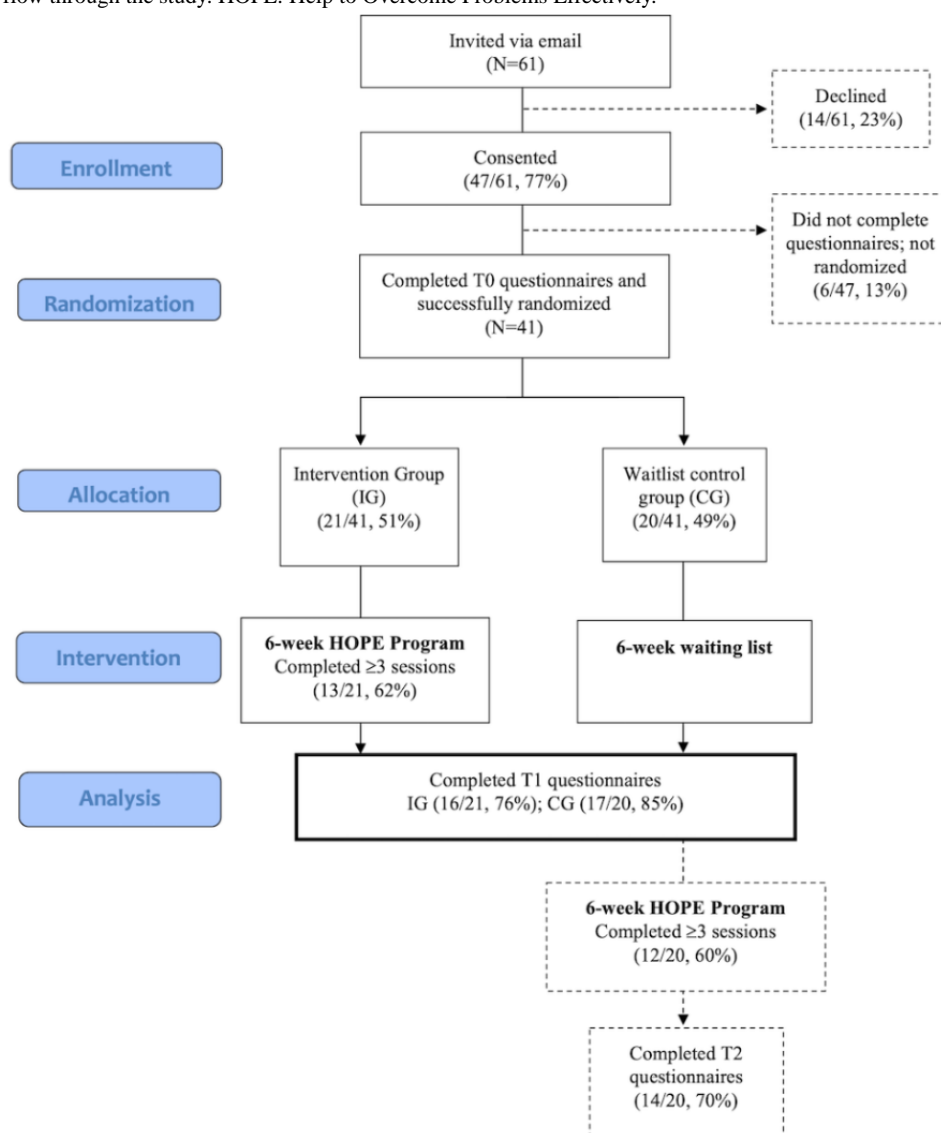 flow through the study. HOPE: Help to Overcome Problems Effectively.
Invited via email
(N=61)
Declined
(14/61, 23%)
Enrollment
Consented
(47/61, 77%)
Did not complete
questionnaires; not
randomized
(6/47, 13%)
Randomization
Completed T0 questionnaires and
successfully randomized
(N=41)
Allocation
Intervention Group
(IG)
(21/41, 51%)
Waitlist control
group (CG)
(20/41, 49%)
Intervention
6-week HOPE Program
Completed ≥3 sessions
(13/21, 62%)
6-week waiting list
Analysis
Completed T1 questionnaires
IG (16/21, 76%); CG (17/20, 85%)
6-week HOPE Program
Completed ≥3 sessions
(12/20, 60%)
Completed T2
questionnaires
(14/20, 70%)